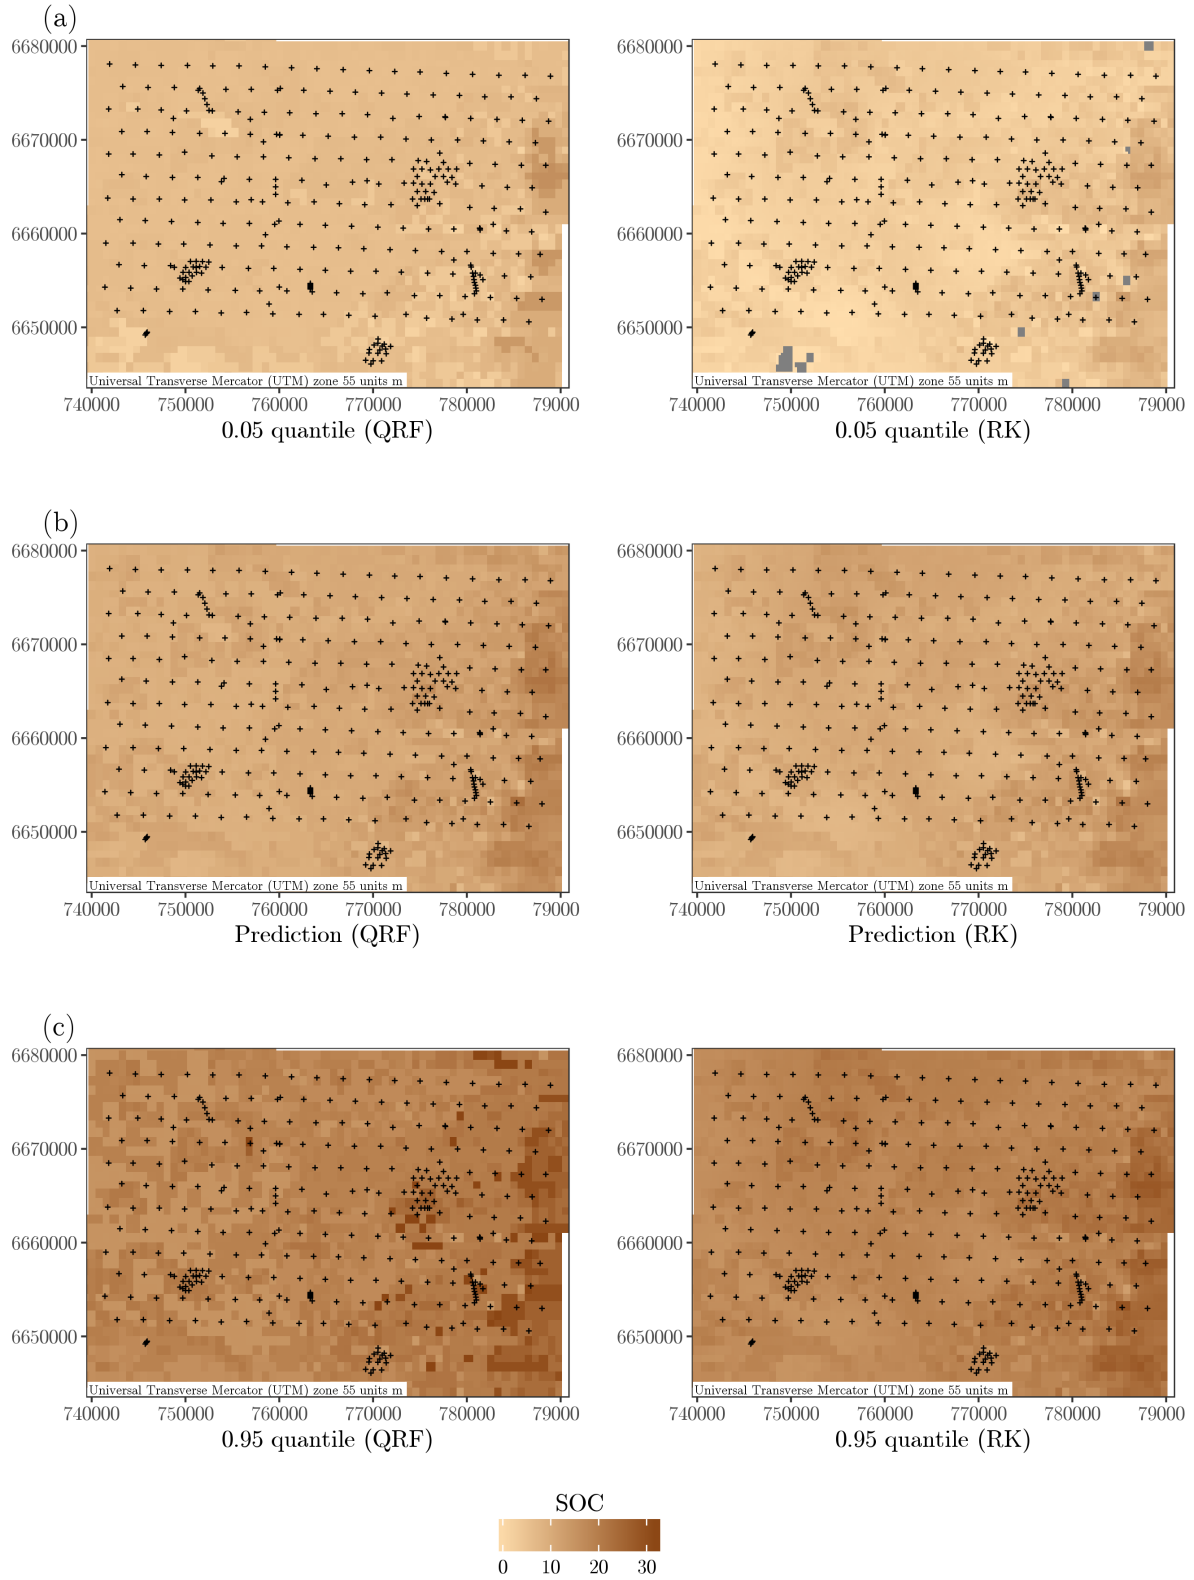 (a)
6680000
6670000
6660000
6650000
Universal Transverse Mercator (UTM) zone 55 units m
740000 750000 760000 770000 780000 79000
0.05 quantile (QRF)
6680000
6670000
6660000
6650000
Universal Transverse Mercator (UTM) zone 55 units m
740000 750000 760000 770000 780000 79000
0.05 quantile (RK)
(b)
6680000
6670000
6660000
6650000
Universal Transverse Mercator (UTM) zone 55 units m
740000 750000 760000 770000 780000 79000
Prediction (QRF)
6680000
6670000
6660000
6650000
Universal Transverse Mercator (UTM) zone 55 units m
740000 750000 760000 770000 780000 79000
Prediction (RK)
(c)
6680000
6670000
6660000
6650000
Universal Transverse Mercator (UTM) zone 55 units m
740000 750000 760000 770000 780000 79000
0.95 quantile (QRF)
6680000
6670000
6660000
6650000
Universal Transverse Mercator (UTM) zone 55 units m
740000 750000 760000 770000 780000 79000
0.95 quantile (RK)
SOC
0 10 20 30